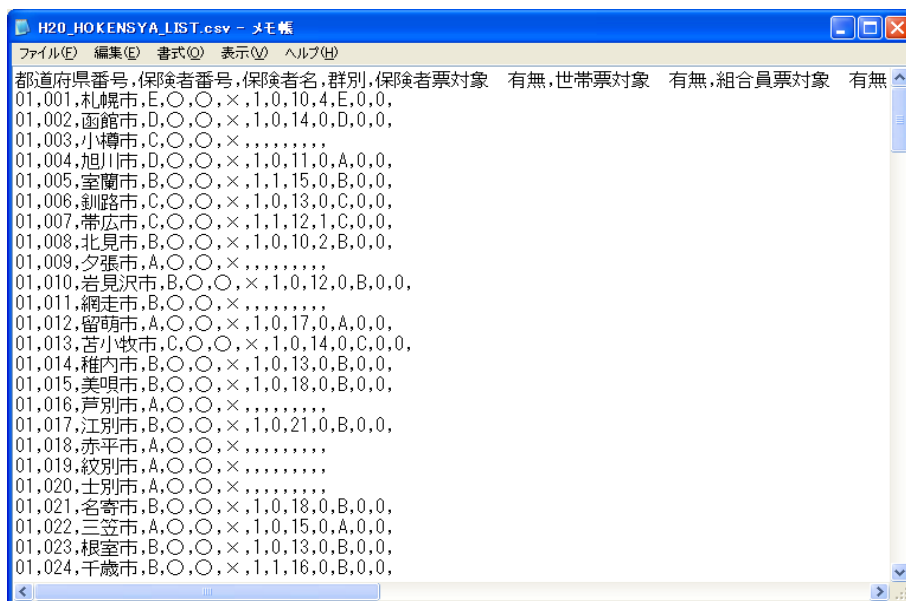 H20_HOKENSYA_LIST.csv - メモ帳
ファイル(F) 編集(E) 書式(O) 表示(V) ヘルプ(H)
都道府県番号,保険者番号,保険者名,群別,保険者票対象　有無,世帯票対象　有無,組合員票対象　有無
01,001,札幌市,E,○,○,×,1,0,10,4,E,0,0,
01,002,函館市,D,○,○,×,1,0,14,0,D,0,0,
01,003,小樽市,C,○,○,×,,,,,,,,,
01,004,旭川市,D,○,○,×,1,0,11,0,A,0,0,
01,005,室蘭市,B,○,○,×,1,1,15,0,B,0,0,
01,006,釧路市,C,○,○,×,1,0,13,0,C,0,0,
01,007,帯広市,C,○,○,×,1,1,12,1,C,0,0,
01,008,北見市,B,○,○,×,1,0,10,2,B,0,0,
01,009,夕張市,A,○,○,×,,,,,,,,,
01,010,岩見沢市,B,○,○,×,1,0,12,0,B,0,0,
01,011,網走市,B,○,○,×,,,,,,,,,
01,012,留萌市,A,○,○,×,1,0,17,0,A,0,0,
01,013,苫小牧市,C,○,○,×,1,0,14,0,C,0,0,
01,014,稚内市,B,○,○,×,1,0,13,0,B,0,0,
01,015,美唄市,B,○,○,×,1,0,18,0,B,0,0,
01,016,芦別市,A,○,○,×,,,,,,,,,
01,017,江別市,B,○,○,×,1,0,21,0,B,0,0,
01,018,赤平市,A,○,○,×,,,,,,,,,
01,019,紋別市,A,○,○,×,,,,,,,,,
01,020,士別市,A,○,○,×,,,,,,,,,
01,021,名寄市,B,○,○,×,1,0,18,0,B,0,0,
01,022,三笠市,A,○,○,×,1,0,15,0,A,0,0,
01,023,根室市,B,○,○,×,1,0,13,0,B,0,0,
01,024,千歳市,B,○,○,×,1,1,16,0,B,0,0,